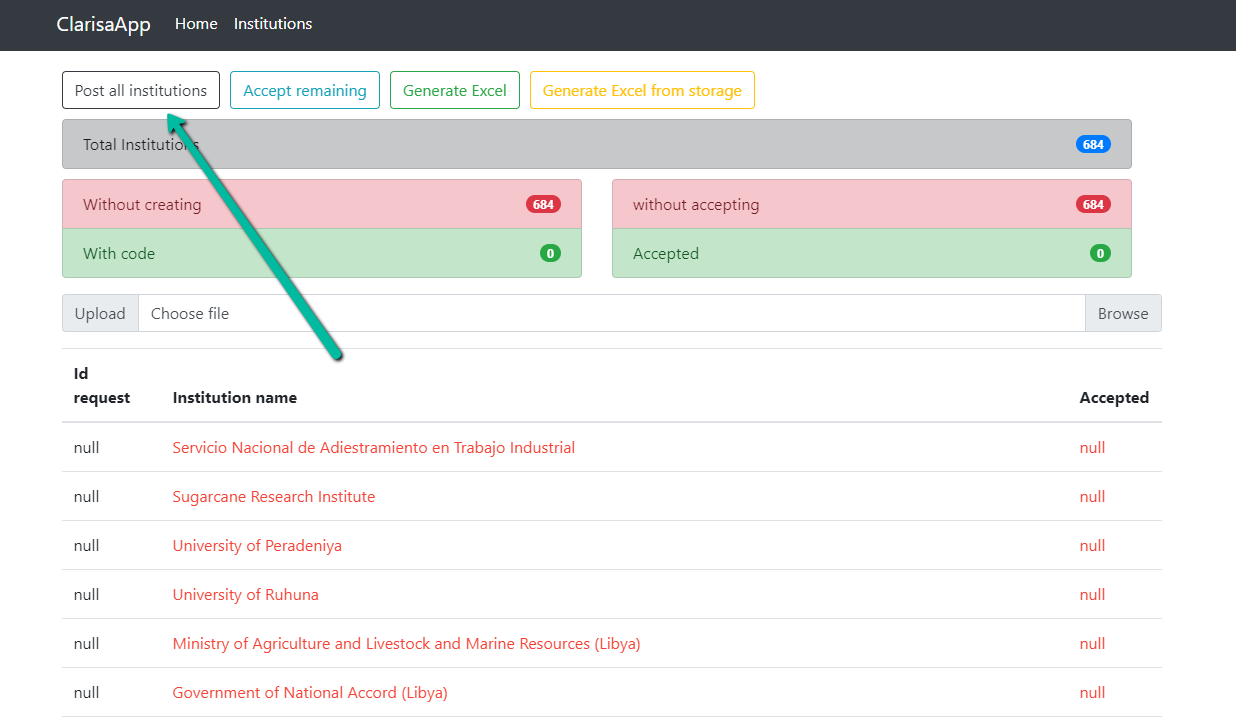 ClarisaApp Home Institutions
Post all institutions Accept remaining Generate Excel Generate Excel from storage
Total Institutions 684
Without creating 684 without accepting 684
With code 0 Accepted 0
Upload Choose file Browse
Id
request Institution name Accepted
null Servicio Nacional de Adiestramiento en Trabajo Industrial null
null Sugarcane Research Institute null
null University of Peradeniya null
null University of Ruhuna null
null Ministry of Agriculture and Livestock and Marine Resources (Libya) null
null Government of National Accord (Libya) null